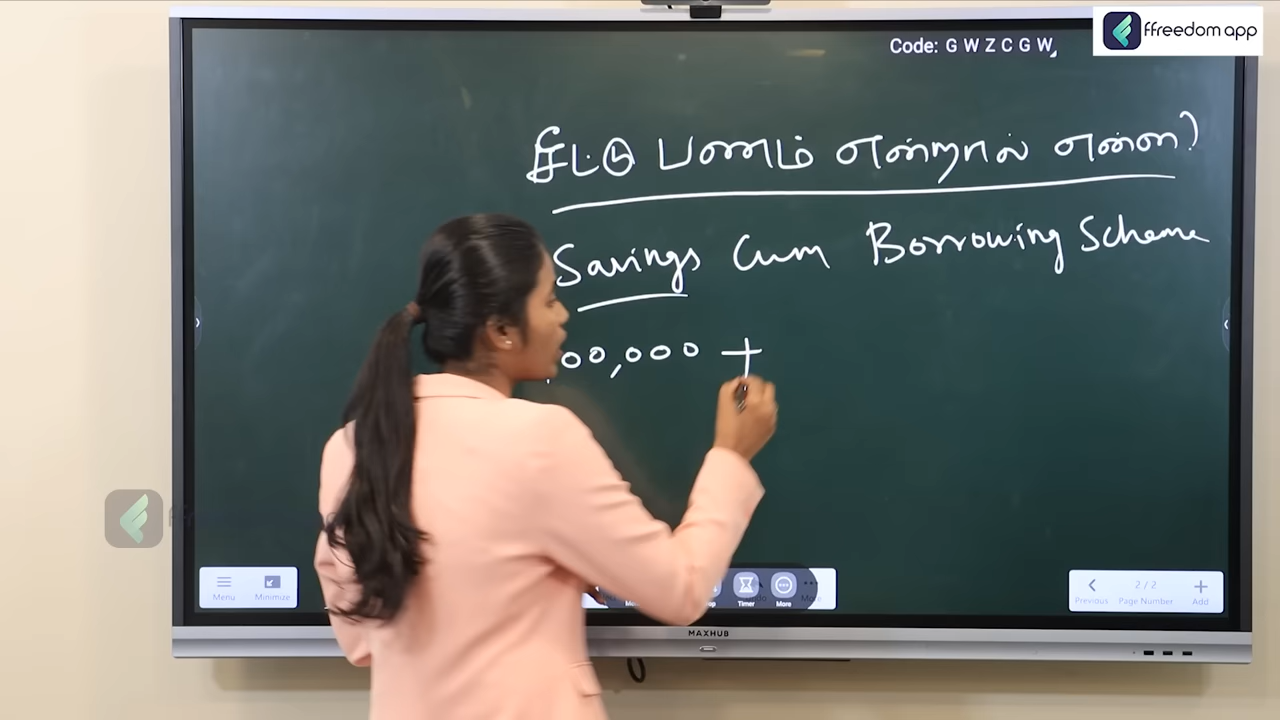 ffreedom app
Code: G W Z C G W
சீட்டு பணம் என்றால் என்ன?
Savings Cum Borrowing Scheme
00,000 +
Menu
Minimize
Timer
More
Previous
2 / 2
Page Number
Add
MAXHUB